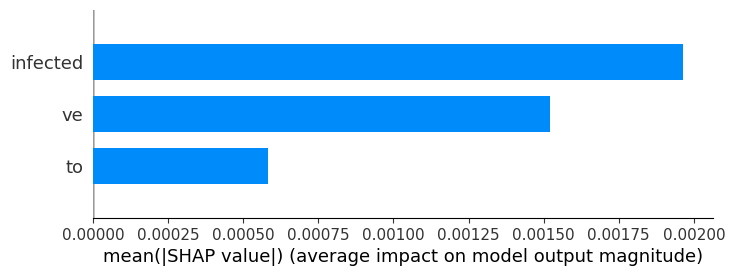 infected
ve
to
0.00000 0.00025 0.00050 0.00075 0.00100 0.00125 0.00150 0.00175 0.00200
mean(|SHAP value|) (average impact on model output magnitude)